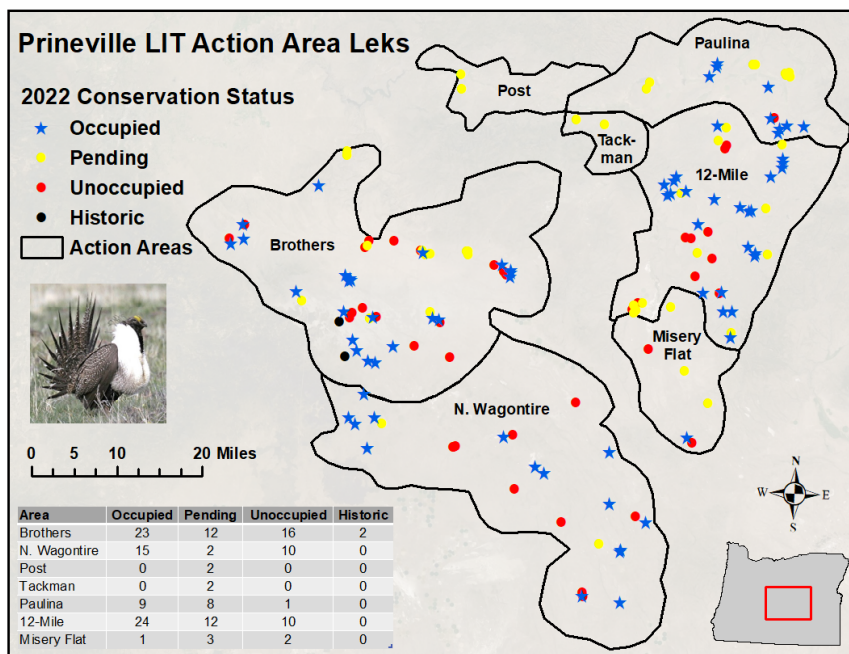 Prineville LIT Action Area Leks
2022 Conservation Status
Occupied
Pending
Unoccupied
Historic
Action Areas
Paulina
Post
Tack-
man
12-Mile
Brothers
Misery
Flat
N. Wagontire
0 5 10 20 Miles
N
W E
S
Area Occupied Pending Unoccupied Historic
Brothers 23 12 16 2
N. Wagontire 15 2 10 0
Post 0 2 0 0
Tackman 0 2 0 0
Paulina 9 8 1 0
12-Mile 24 12 10 0
Misery Flat 1 3 2 0